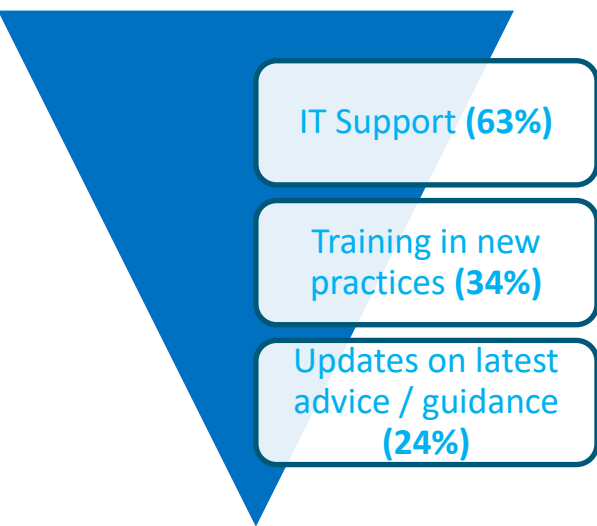 IT Support (63%)
Training in new
practices (34%)
Updates on latest
advice / guidance
(24%)